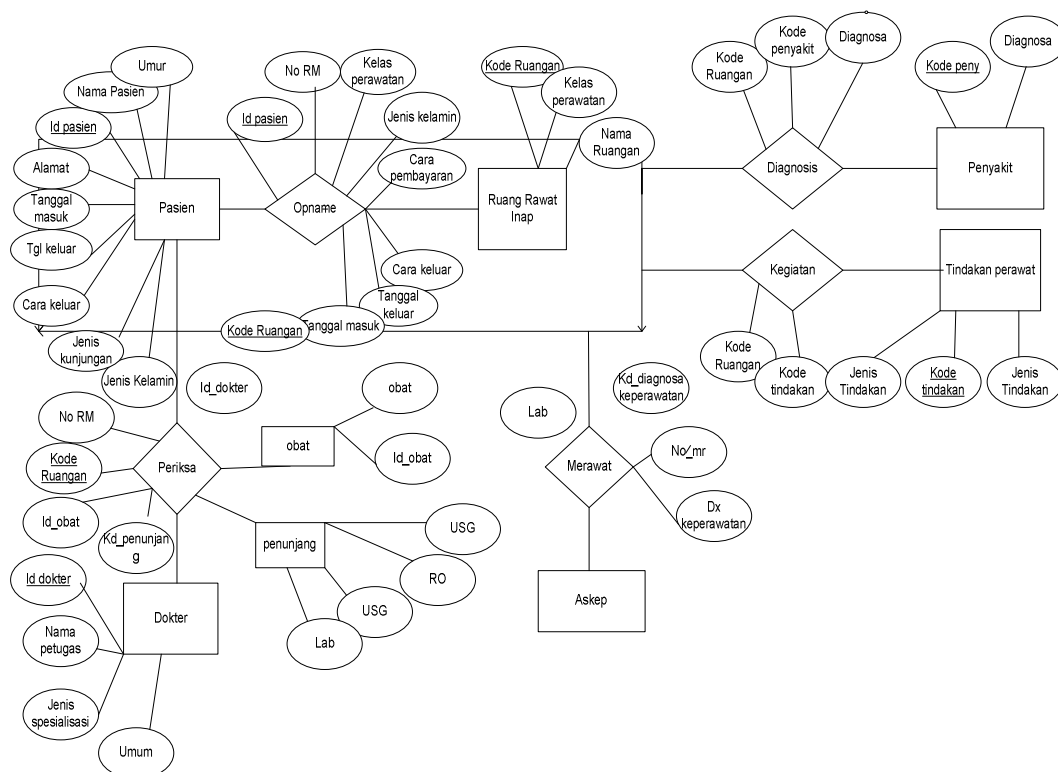 Umur
Nama Pasien
Id pasien
Alamat
Tanggal
masuk
Tgl keluar
Cara keluar
Jenis
kunjungan
Jenis Kelamin
Pasien
No RM
Kelas
perawatan
Id pasien
Jenis kelamin
Cara
pembayaran
Opname
Cara keluar
Tanggal
keluar
Tanggal masuk
Kode Ruangan
Kode Ruangan
Kelas
perawatan
Nama
Ruangan
Ruang Rawat
Inap
Kode
Ruangan
Kode
penyakit
Diagnosa
Diagnosis
Kode peny
Diagnosa
Penyakit
Kegiatan
Kode
Ruangan
Kode
tindakan
Tindakan perawat
Jenis
Tindakan
Kode
tindakan
Jenis
Tindakan
Id_dokter
No RM
Kode
Ruangan
Id_obat
Kd_penunjan
g
Periksa
obat
obat
Id_obat
penunjang
USG
RO
USG
Lab
Id dokter
Nama
petugas
Jenis
spesialisasi
Umum
Dokter
Lab
Kd_diagnosa
keperawatan
Merawat
No_mr
Dx
keperawatan
Askep